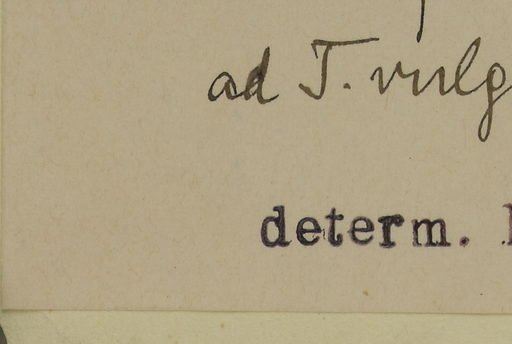 ad T. vulg
determ.